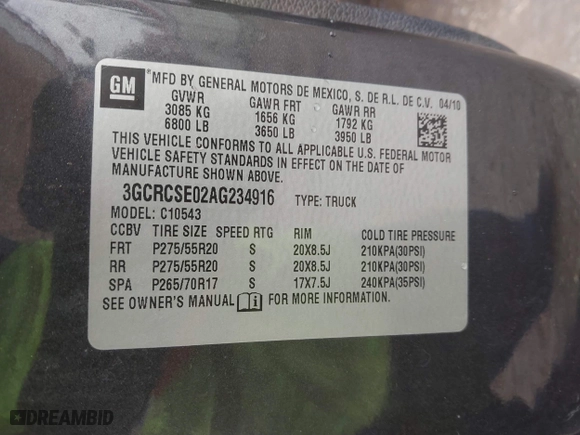 GM *MFD BY GENERAL MOTORS DE MEXICO, S. DE R.L. DE C.V. 04/10
GVWR GAWR FRT GAWR RR
3085 KG 1656 KG 1792 KG
6800 LB 3650 LB 3950 LB
THIS VEHICLE CONFORMS TO ALL APPLICABLE U.S. FEDERAL MOTOR
VEHICLE SAFETY STANDARDS IN EFFECT ON THE DATE OF
MANUFACTURE SHOWN ABOVE.
3GCRCSE02AG234916 TYPE: TRUCK
MODEL: C10543
CCBV TIRE SIZE SPEED RTG RIM COLD TIRE PRESSURE
FRT P275/55R20 S 20X8.5J 210KPA(30PSI)
RR P275/55R20 S 20X8.5J 210KPA(30PSI)
SPA P265/70R17 S 17X7.5J 240KPA(35PSI)
SEE OWNER'S MANUAL i FOR MORE INFORMATION.
DREAMBID